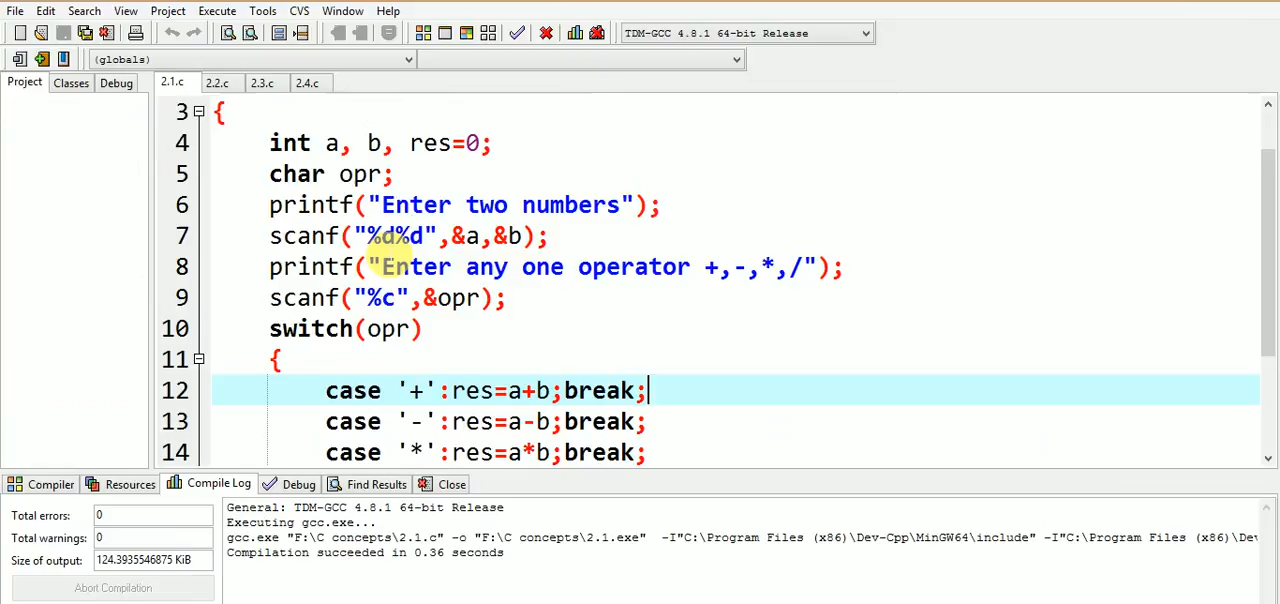 File Edit Search View Project Execute Tools CVS Window Help
TDM-GCC 4.8.1 64-bit Release
(globals)
Project Classes Debug 2.1.c 2.2.c 2.3.c 2.4.c
3 {
4 int a, b, res=0;
5 char opr;
6 printf("Enter two numbers");
7 scanf("%d%d",&a,&b);
8 printf("Enter any one operator +,-,*,/");
9 scanf("%c",&opr);
10 switch(opr)
11 {
12 case '+':res=a+b;break;
13 case '-':res=a-b;break;
14 case '*':res=a*b;break;
Compiler Resources Compile Log Debug Find Results Close
Total errors: 0
Total warnings: 0
Size of output: 124.3935546875 KiB
Abort Compilation
General: TDM-GCC 4.8.1 64-bit Release
Executing gcc.exe...
gcc.exe "F:\C concepts\2.1.c" -o "F:\C concepts\2.1.exe" -I"C:\Program Files (x86)\Dev-Cpp\MinGW64\include" -I"C:\Program Files (x86)\Dev
Compilation succeeded in 0.36 seconds